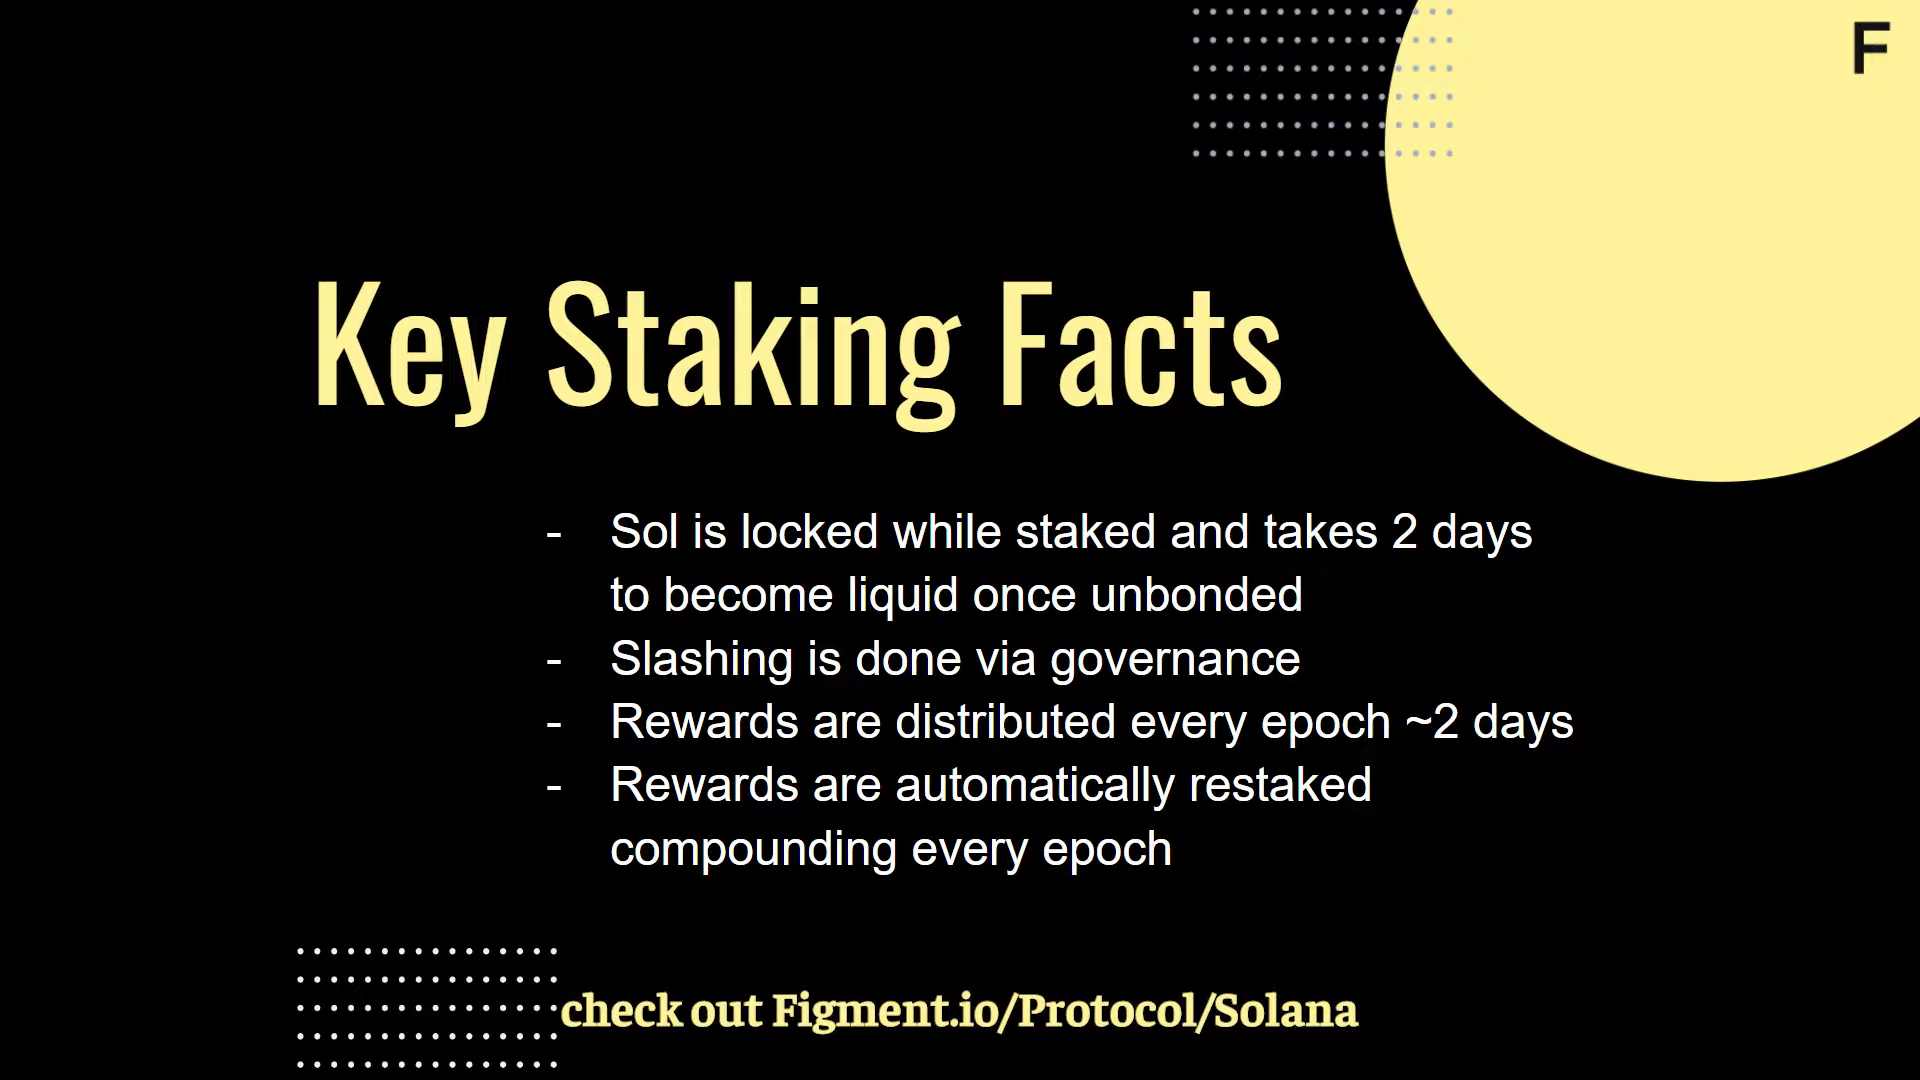 F
Key Staking Facts
- Sol is locked while staked and takes 2 days
to become liquid once unbonded
- Slashing is done via governance
- Rewards are distributed every epoch ~2 days
- Rewards are automatically restaked
compounding every epoch
check out Figment.io/Protocol/Solana